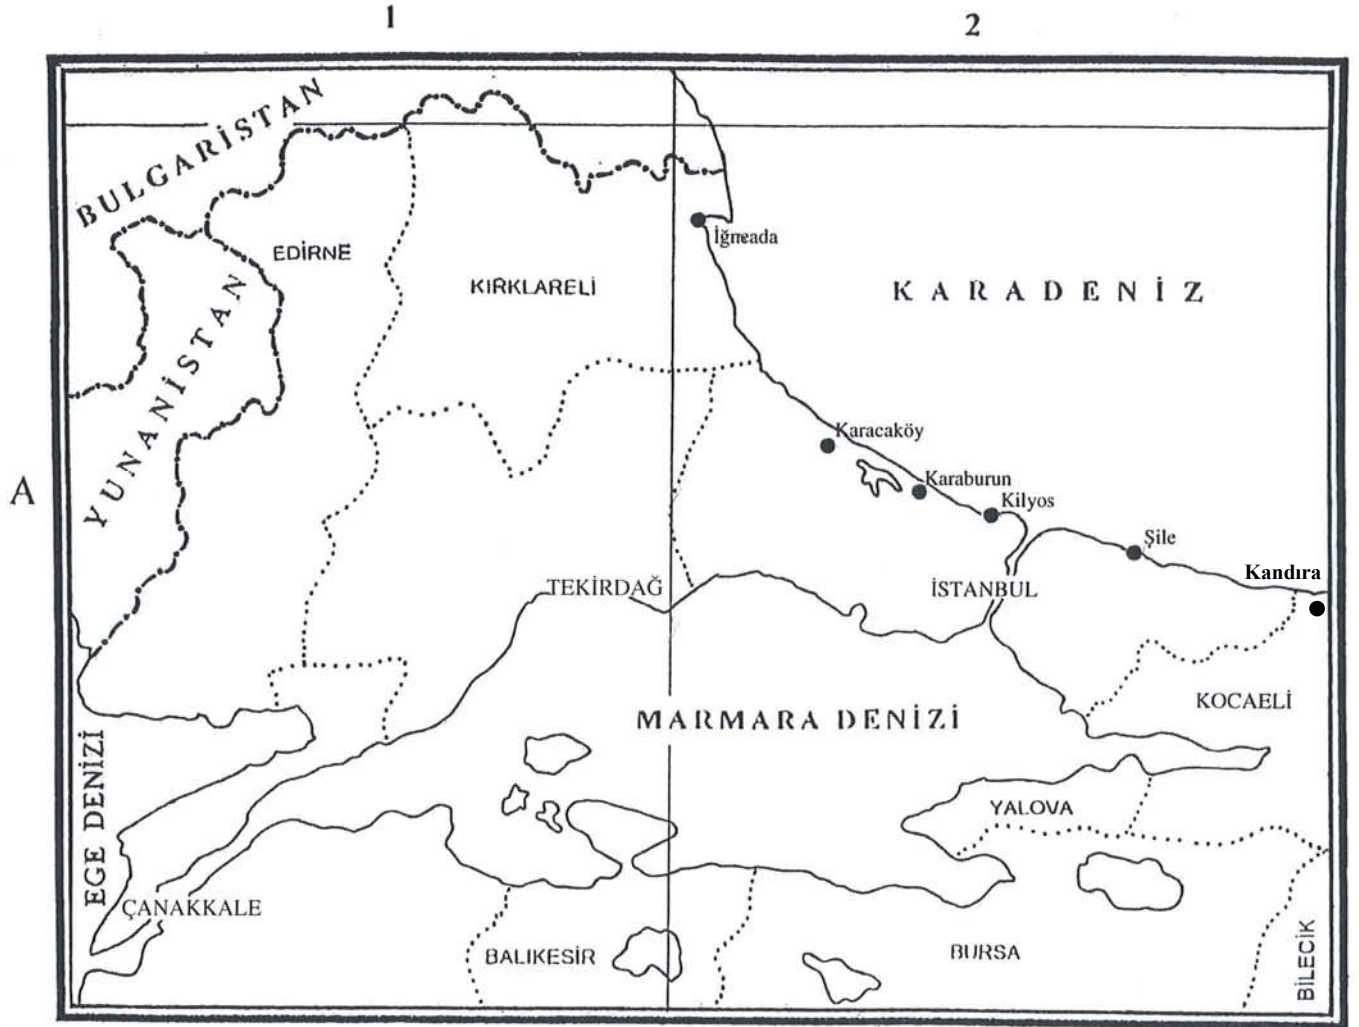 1
2
BULGARİSTAN
EDİRNE
KIRKLARELİ
İğneada
KARADENİZ
YUNANİSTAN
Karacaköy
Karaburun
Kilyos
A
Şile
Kandıra
TEKİRDAĞ
İSTANBUL
KOCAELİ
MARMARA DENİZİ
EGE DENİZİ
YALOVA
ÇANAKKALE
BALIKESİR
BURSA
BİLECİK